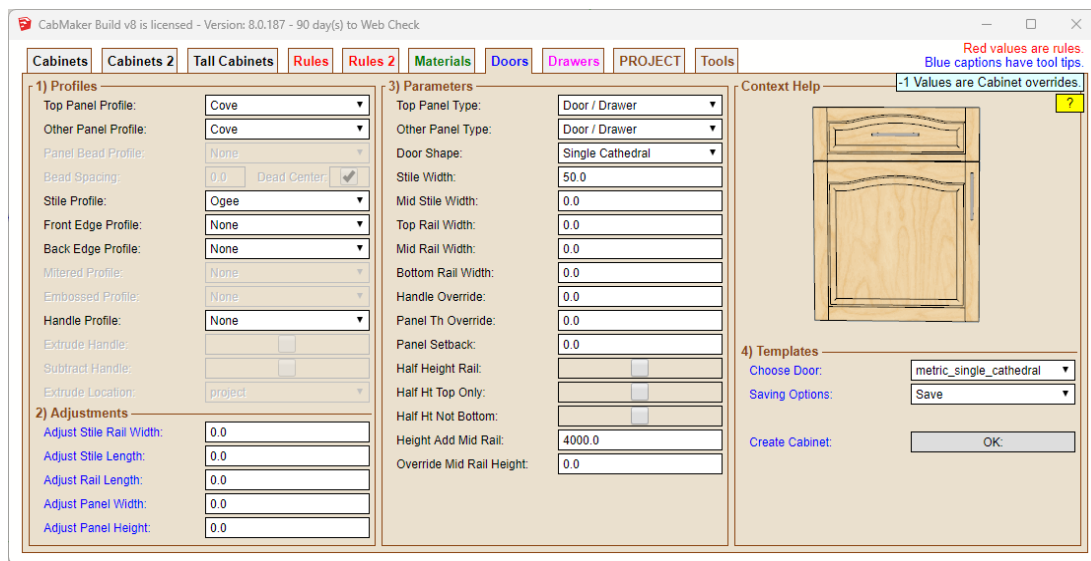 CabMaker Build v8 is licensed - Version: 8.0.187 - 90 day(s) to Web Check
Cabinets Cabinets 2 Tall Cabinets Rules Rules 2 Materials Doors Drawers PROJECT Tools
Red values are rules.
Blue captions have tool tips.
-1 Values are Cabinet overrides.
?
1) Profiles
Top Panel Profile: Cove
Other Panel Profile: Cove
Panel Bead Profile: None
Bead Spacing: 0.0 Dead Center:
Stile Profile: Ogee
Front Edge Profile: None
Back Edge Profile: None
Mitered Profile: None
Embossed Profile: None
Handle Profile: None
Extrude Handle:
Subtract Handle:
Extrude Location: project
2) Adjustments
Adjust Stile Rail Width: 0.0
Adjust Stile Length: 0.0
Adjust Rail Length: 0.0
Adjust Panel Width: 0.0
Adjust Panel Height: 0.0
3) Parameters
Top Panel Type: Door / Drawer
Other Panel Type: Door / Drawer
Door Shape: Single Cathedral
Stile Width: 50.0
Mid Stile Width: 0.0
Top Rail Width: 0.0
Mid Rail Width: 0.0
Bottom Rail Width: 0.0
Handle Override: 0.0
Panel Th Override: 0.0
Panel Setback: 0.0
Half Height Rail:
Half Ht Top Only:
Half Ht Not Bottom:
Height Add Mid Rail: 4000.0
Override Mid Rail Height: 0.0
Context Help
4) Templates
Choose Door: metric_single_cathedral
Saving Options: Save
Create Cabinet: OK: